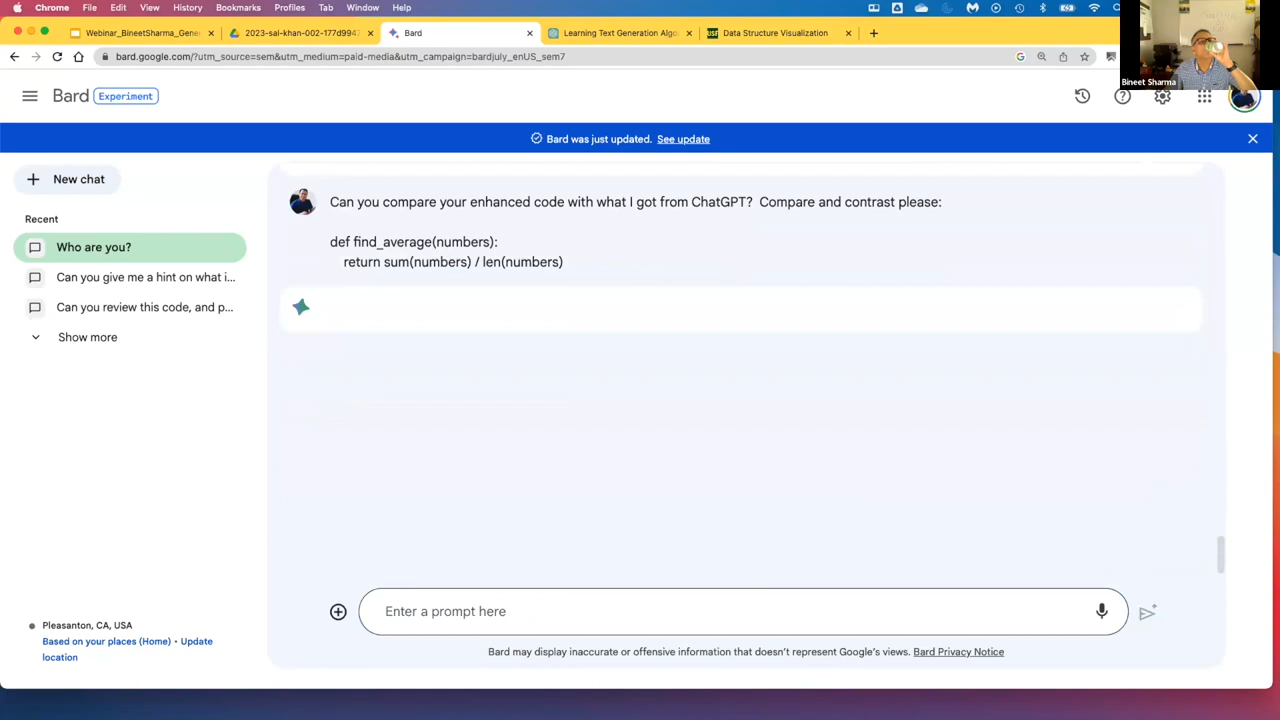 Chrome File Edit View History Bookmarks Profiles Tab Window Help
Webinar_BineetSharma_Gene
2023-sal-khan-002-177d9947
Bard
Learning Text Generation Algo
Data Structure Visualization
bard.google.com/?utm_source=sem&utm_medium=paid-media&utm_campaign=bardjuly_enUS_sem7
Bineet Sharma
Bard Experiment
Bard was just updated. See update
New chat
Recent
Who are you?
Can you give me a hint on what i...
Can you review this code, and p...
Show more
Can you compare your enhanced code with what I got from ChatGPT? Compare and contrast please:
def find_average(numbers):
return sum(numbers) / len(numbers)
Enter a prompt here
Bard may display inaccurate or offensive information that doesn't represent Google's views. Bard Privacy Notice
Pleasanton, CA, USA
Based on your places (Home) • Update
location